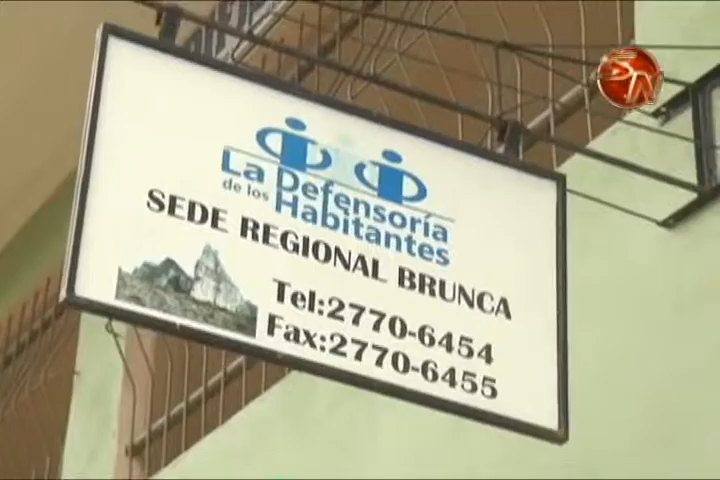 La Defensoría
de los Habitantes
SEDE REGIONAL BRUNCA
Tel:2770-6454
Fax:2770-6455